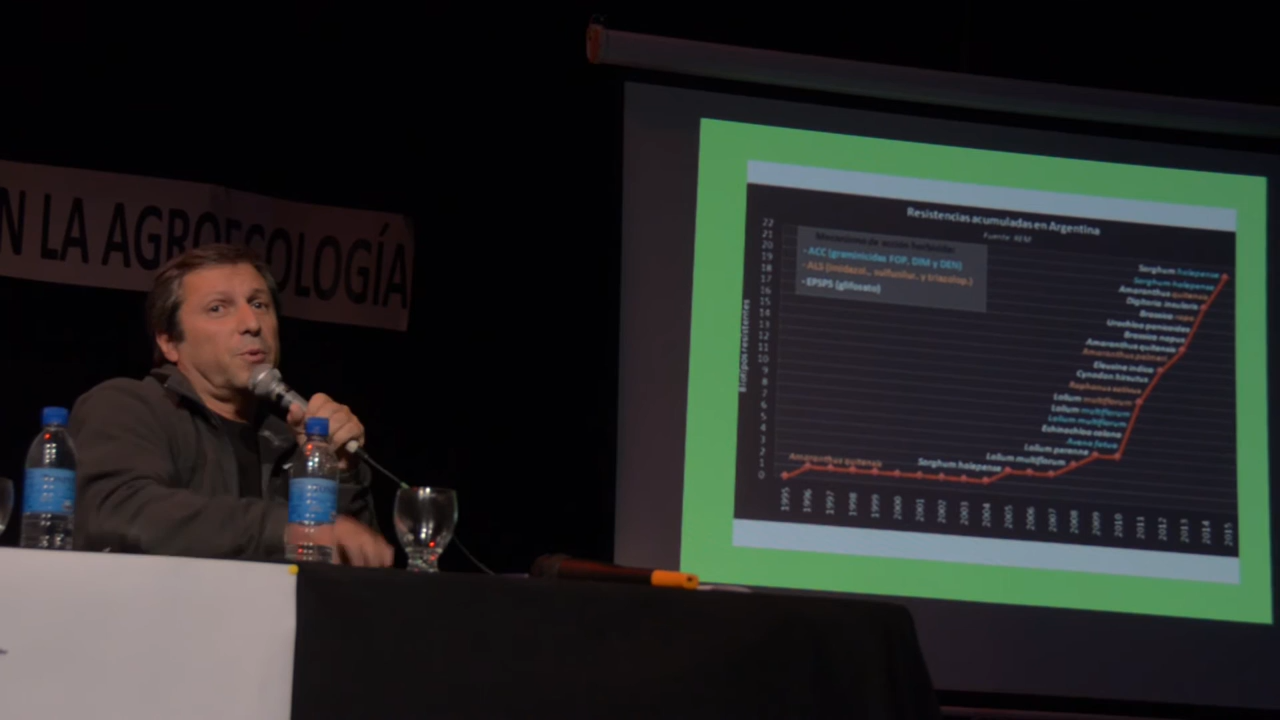 N LA AGROECOLOGÍA
Resistencias acumuladas en Argentina
Fuente: REM
Mecanismo de acción herbicida:
- ACC (graminicidas FOP, DIM y DEN)
- ALS (imidazol., sulfonilur. y triazolop.)
- EPSPS (glifosato)
Biotipos resistentes
22
21
20
19
18
17
16
15
14
13
12
11
10
9
8
7
6
5
4
3
2
1
0
Sorghum halepense
Sorghum halepense
Amaranthus quitensis
Digitaria insularis
Brassica rapa
Urochloa panicoides
Brassica napus
Amaranthus quitensis
Amaranthus palmeri
Eleusine indica
Cynodon hirsutus
Raphanus sativus
Lolium multiflorum
Lolium multiflorum
Lolium multiflorum
Echinochloa colona
Avena fatua
Lolium perenne
Lolium multiflorum
Sorghum halepense
Amaranthus quitensis
1995 1996 1997 1998 1999 2000 2001 2002 2003 2004 2005 2006 2007 2008 2009 2010 2011 2012 2013 2014 2015